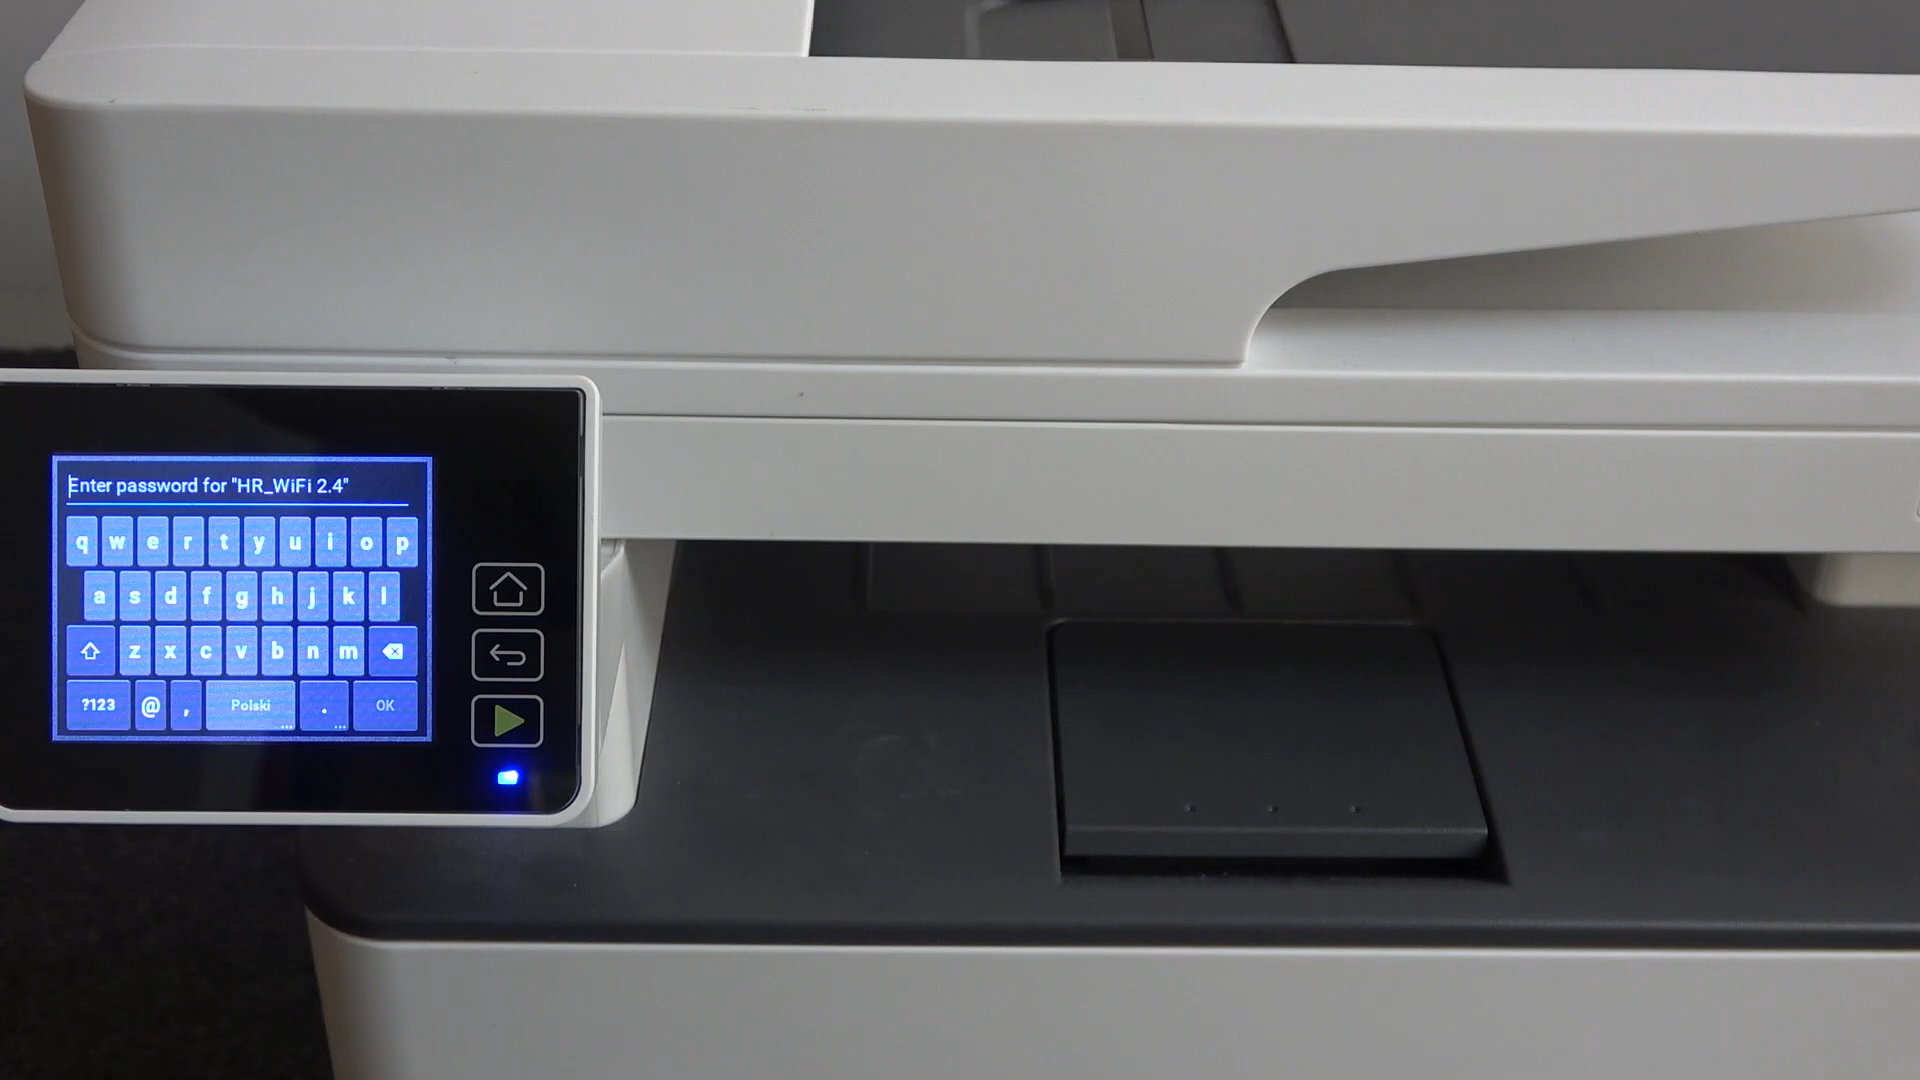 Enter password for "HR_WiFi 2.4"
q w e r t y u i o p
a s d f g h j k l
z x c v b n m
?123 @ , Polski ... . ... OK